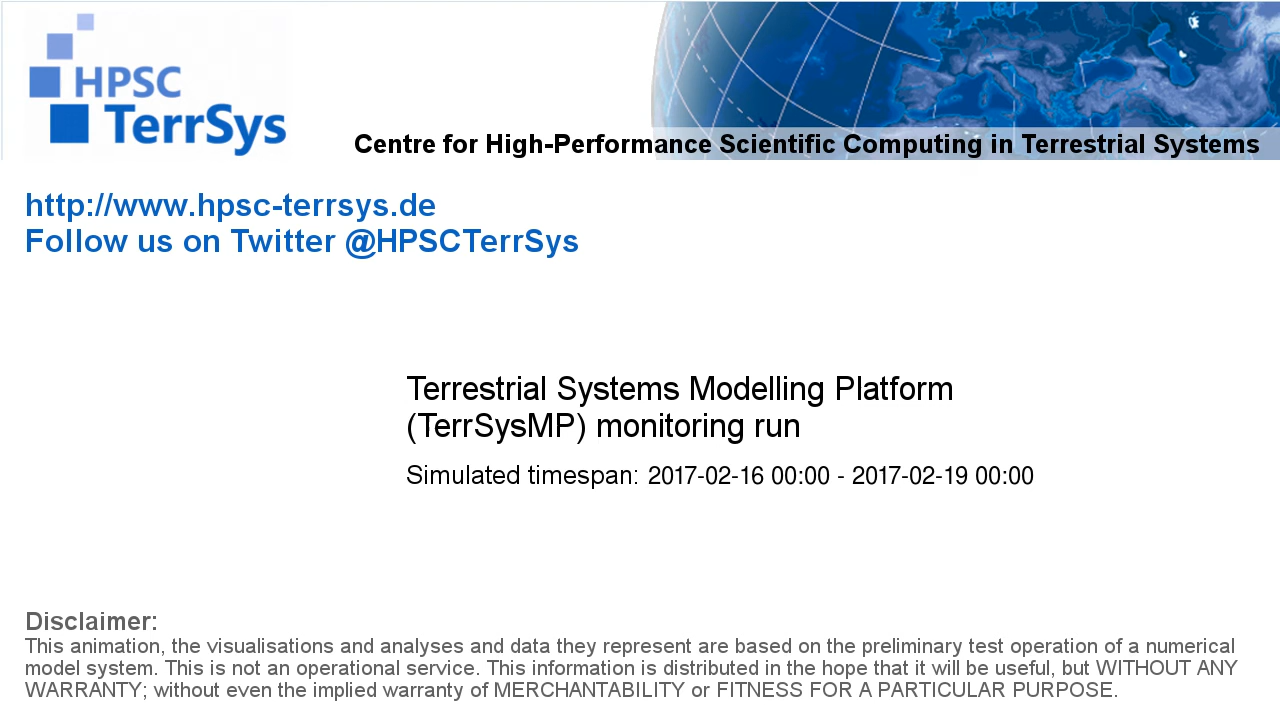 HPSC
TerrSys
Centre for High-Performance Scientific Computing in Terrestrial Systems
http://www.hpsc-terrsys.de
Follow us on Twitter @HPSCTerrSys
Terrestrial Systems Modelling Platform
(TerrSysMP) monitoring run
Simulated timespan: 2017-02-16 00:00 - 2017-02-19 00:00
Disclaimer:
This animation, the visualisations and analyses and data they represent are based on the preliminary test operation of a numerical
model system. This is not an operational service. This information is distributed in the hope that it will be useful, but WITHOUT ANY
WARRANTY; without even the implied warranty of MERCHANTABILITY or FITNESS FOR A PARTICULAR PURPOSE.